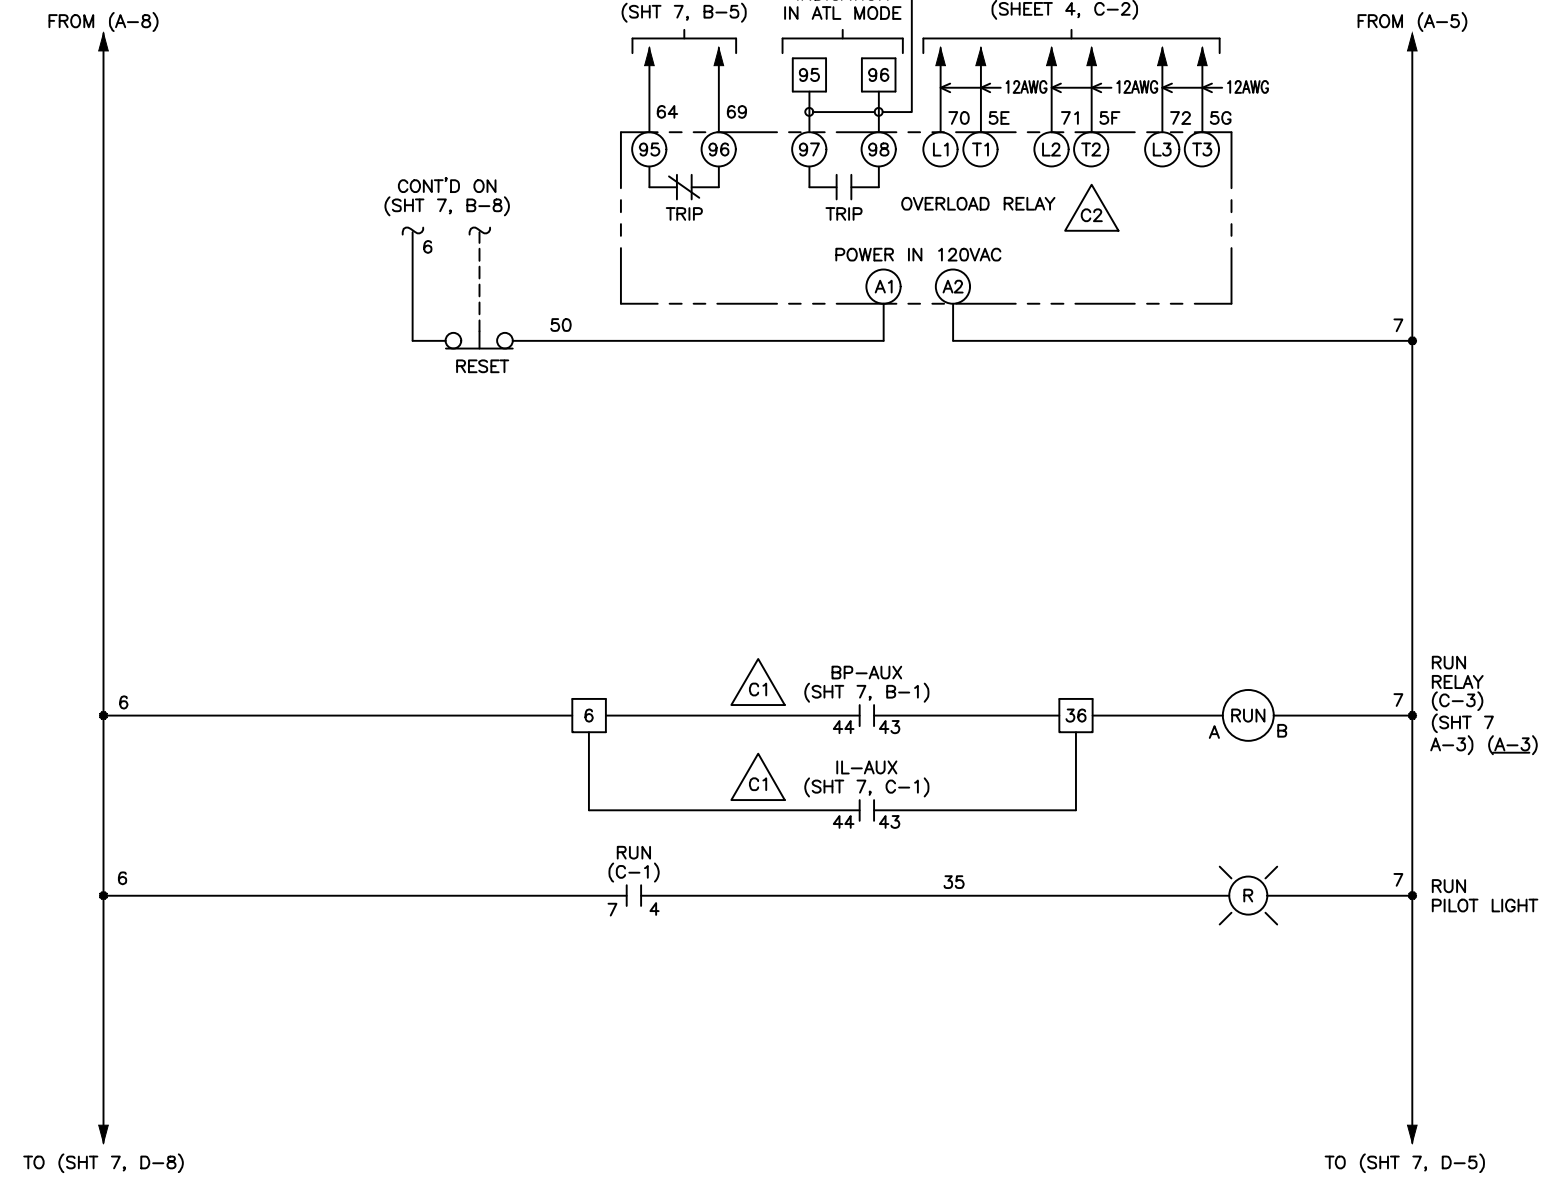 FROM (A-8)
(SHT 7, B-5)
IN ATL MODE
(SHEET 4, C-2)
FROM (A-5)
95
96
12AWG
12AWG
12AWG
64
69
70
5E
71
5F
72
5G
95
96
97
98
L1
T1
L2
T2
L3
T3
TRIP
TRIP
OVERLOAD RELAY
C2
CONT'D ON
(SHT 7, B-8)
6
POWER IN 120VAC
A1
A2
50
7
RESET
C1
BP-AUX
(SHT 7, B-1)
6
6
44
43
36
RUN
A
B
7
RUN
RELAY
(C-3)
(SHT 7
A-3) (A-3)
C1
IL-AUX
(SHT 7, C-1)
44
43
RUN
(C-1)
6
7
4
35
R
7
RUN
PILOT LIGHT
TO (SHT 7, D-8)
TO (SHT 7, D-5)